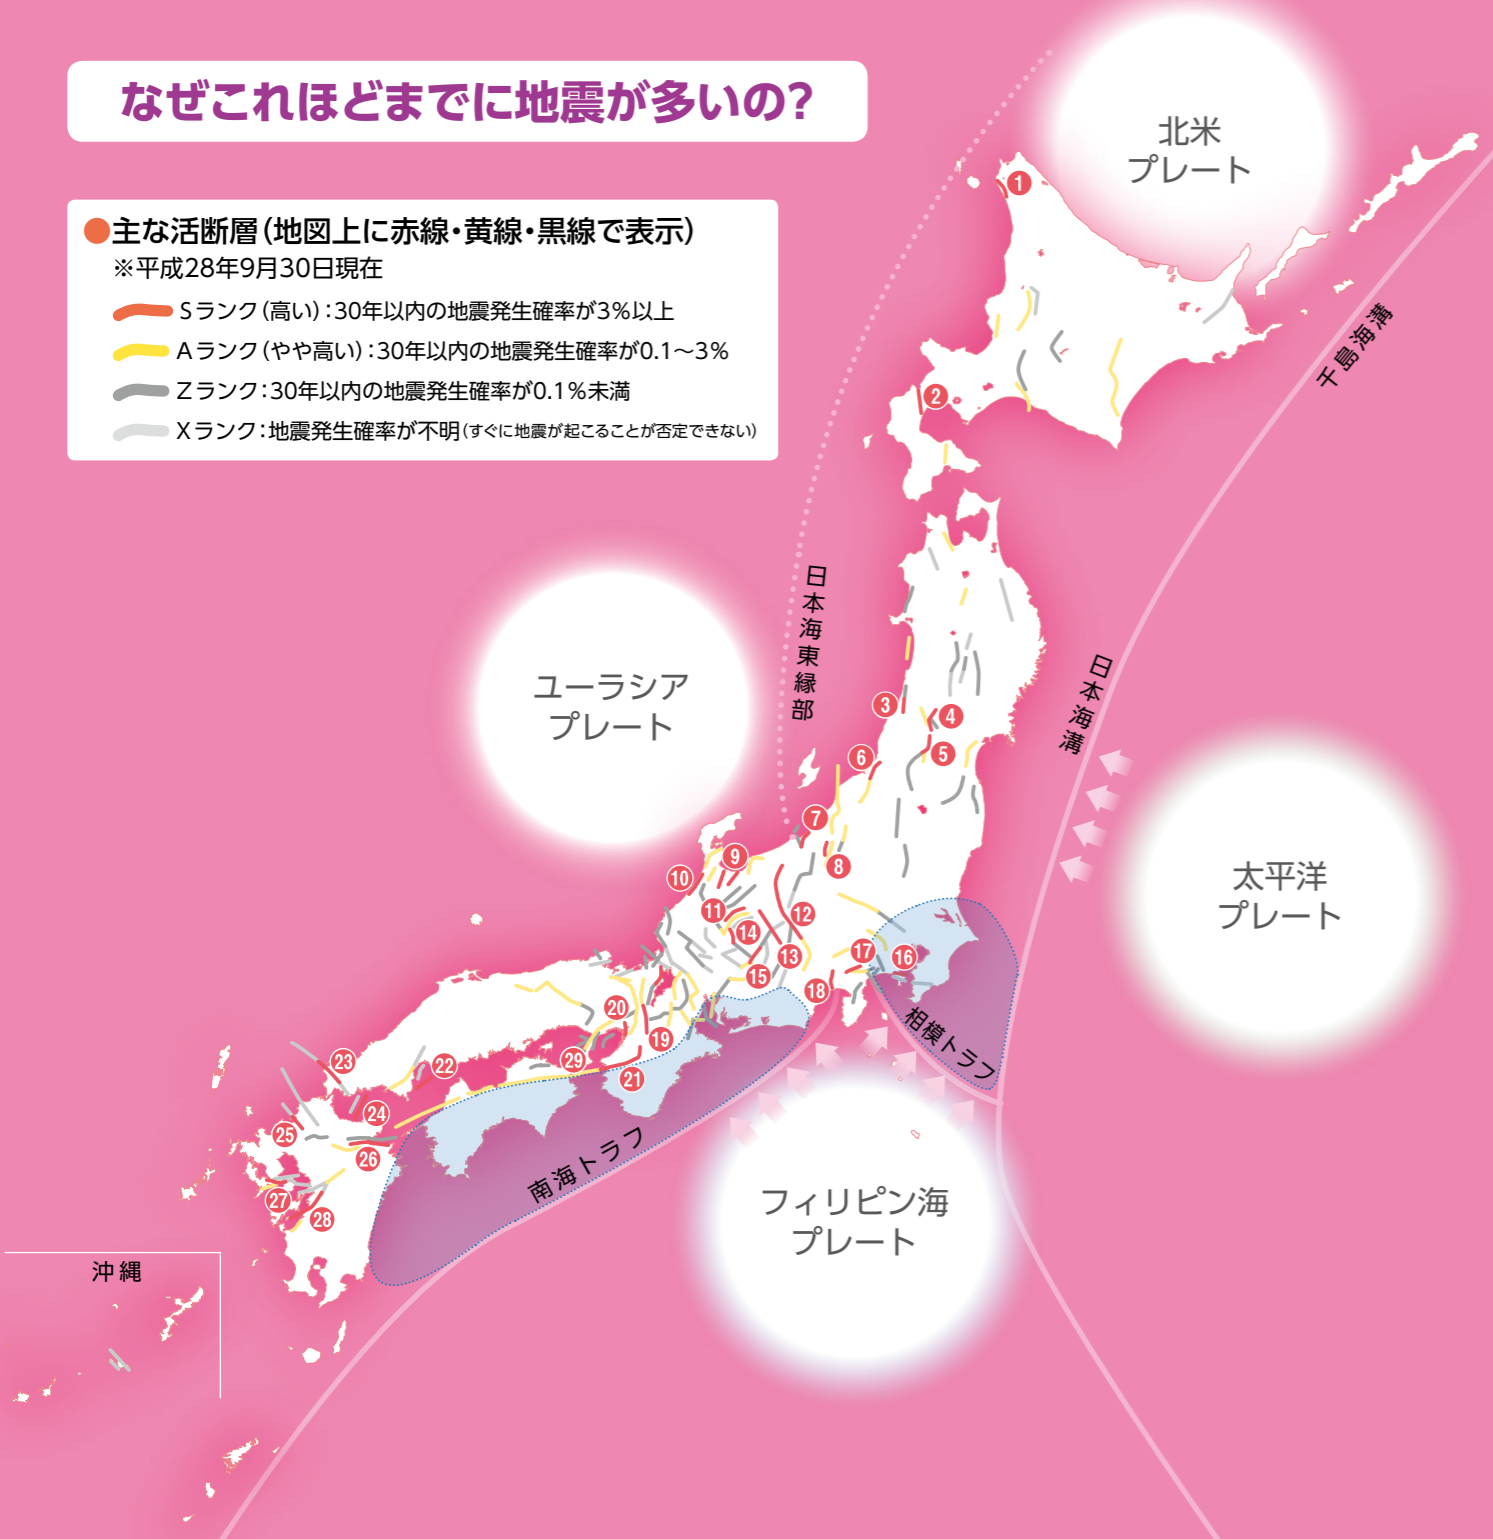 なぜこれほどまでに地震が多いの?
●主な活断層(地図上に赤線・黄線・黒線で表示)
※平成28年9月30日現在
Sランク(高い):30年以内の地震発生確率が3%以上
Aランク(やや高い):30年以内の地震発生確率が0.1〜3%
Zランク:30年以内の地震発生確率が0.1%未満
Xランク:地震発生確率が不明(すぐに地震が起こることが否定できない)
北米
プレート
千島海溝
ユーラシア
プレート
日本海東縁部
日本海溝
太平洋
プレート
相模トラフ
南海トラフ
フィリピン海
プレート
沖縄
1
2
3
4
5
6
7
8
9
10
11
12
13
14
15
16
17
18
19
20
21
22
23
24
25
26
27
28
29